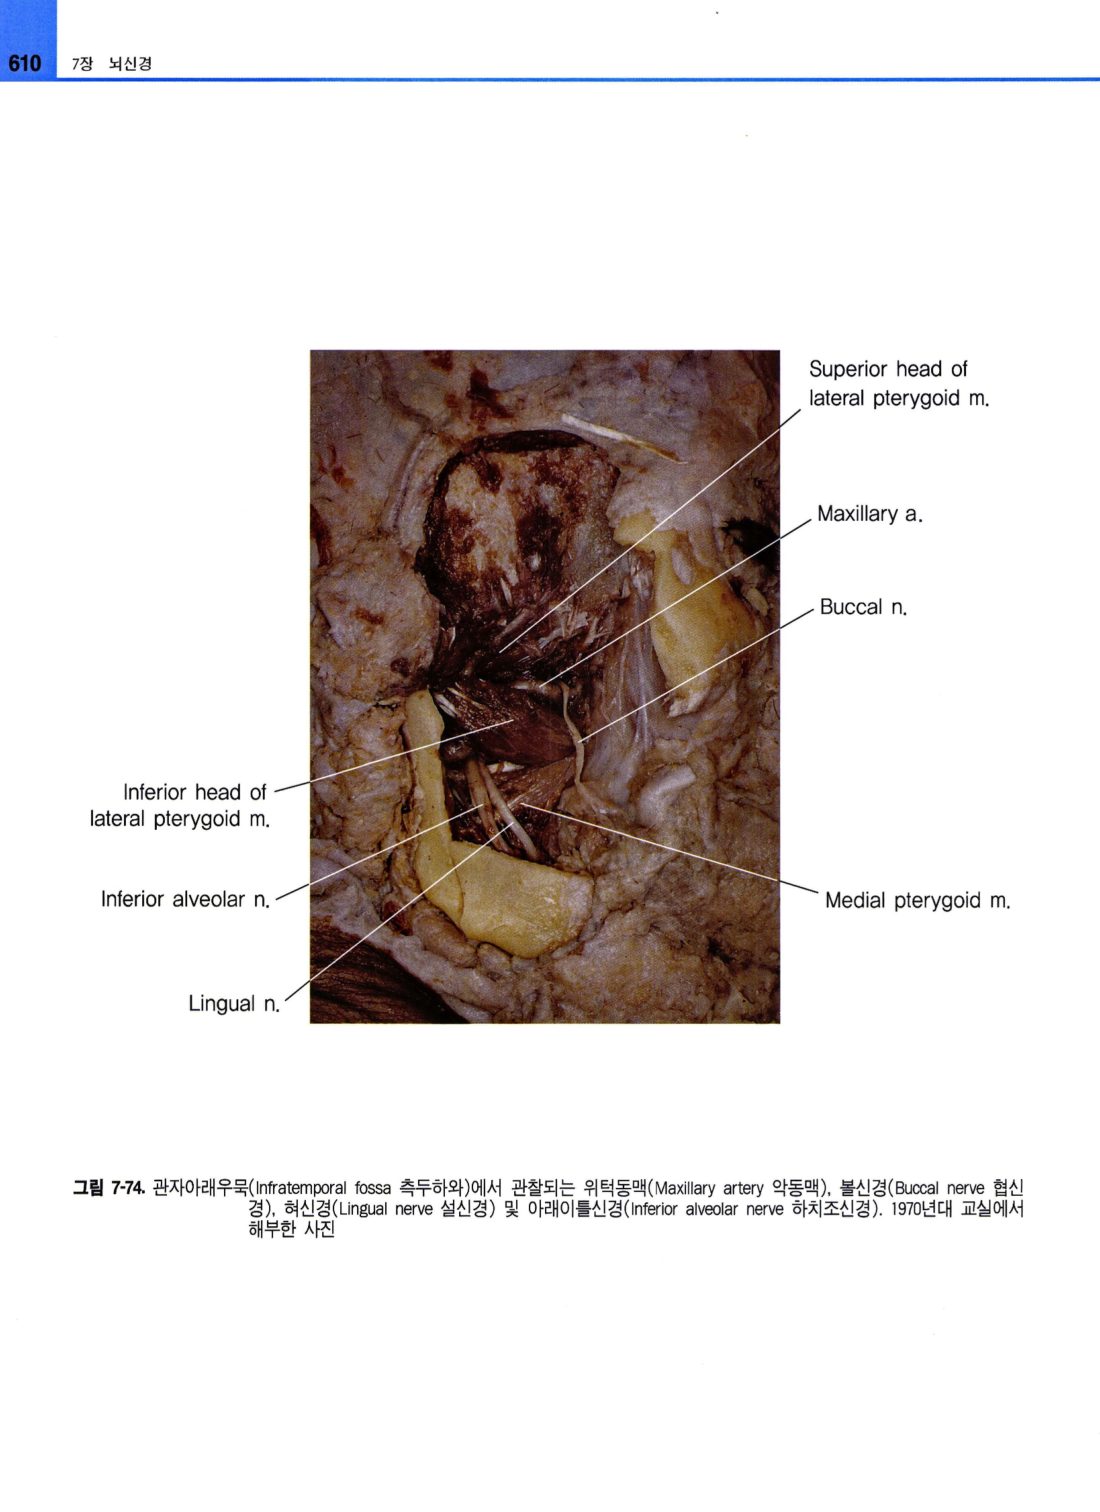 610
7장 뇌신경
Superior head of
lateral pterygoid m.
Maxillary a.
Buccal n.
Inferior head of
lateral pterygoid m.
Inferior alveolar n.
Medial pterygoid m.
Lingual n.
그림 7-74. 관자아래우묵(Infratemporal fossa 측두하와)에서 관찰되는 위턱동맥(Maxillary artery 악동맥), 볼신경(Buccal nerve 협신
경), 혀신경(Lingual nerve 설신경) 및 아래이틀신경(Inferior alveolar nerve 하치조신경). 1970년대 교실에서
해부한 사진